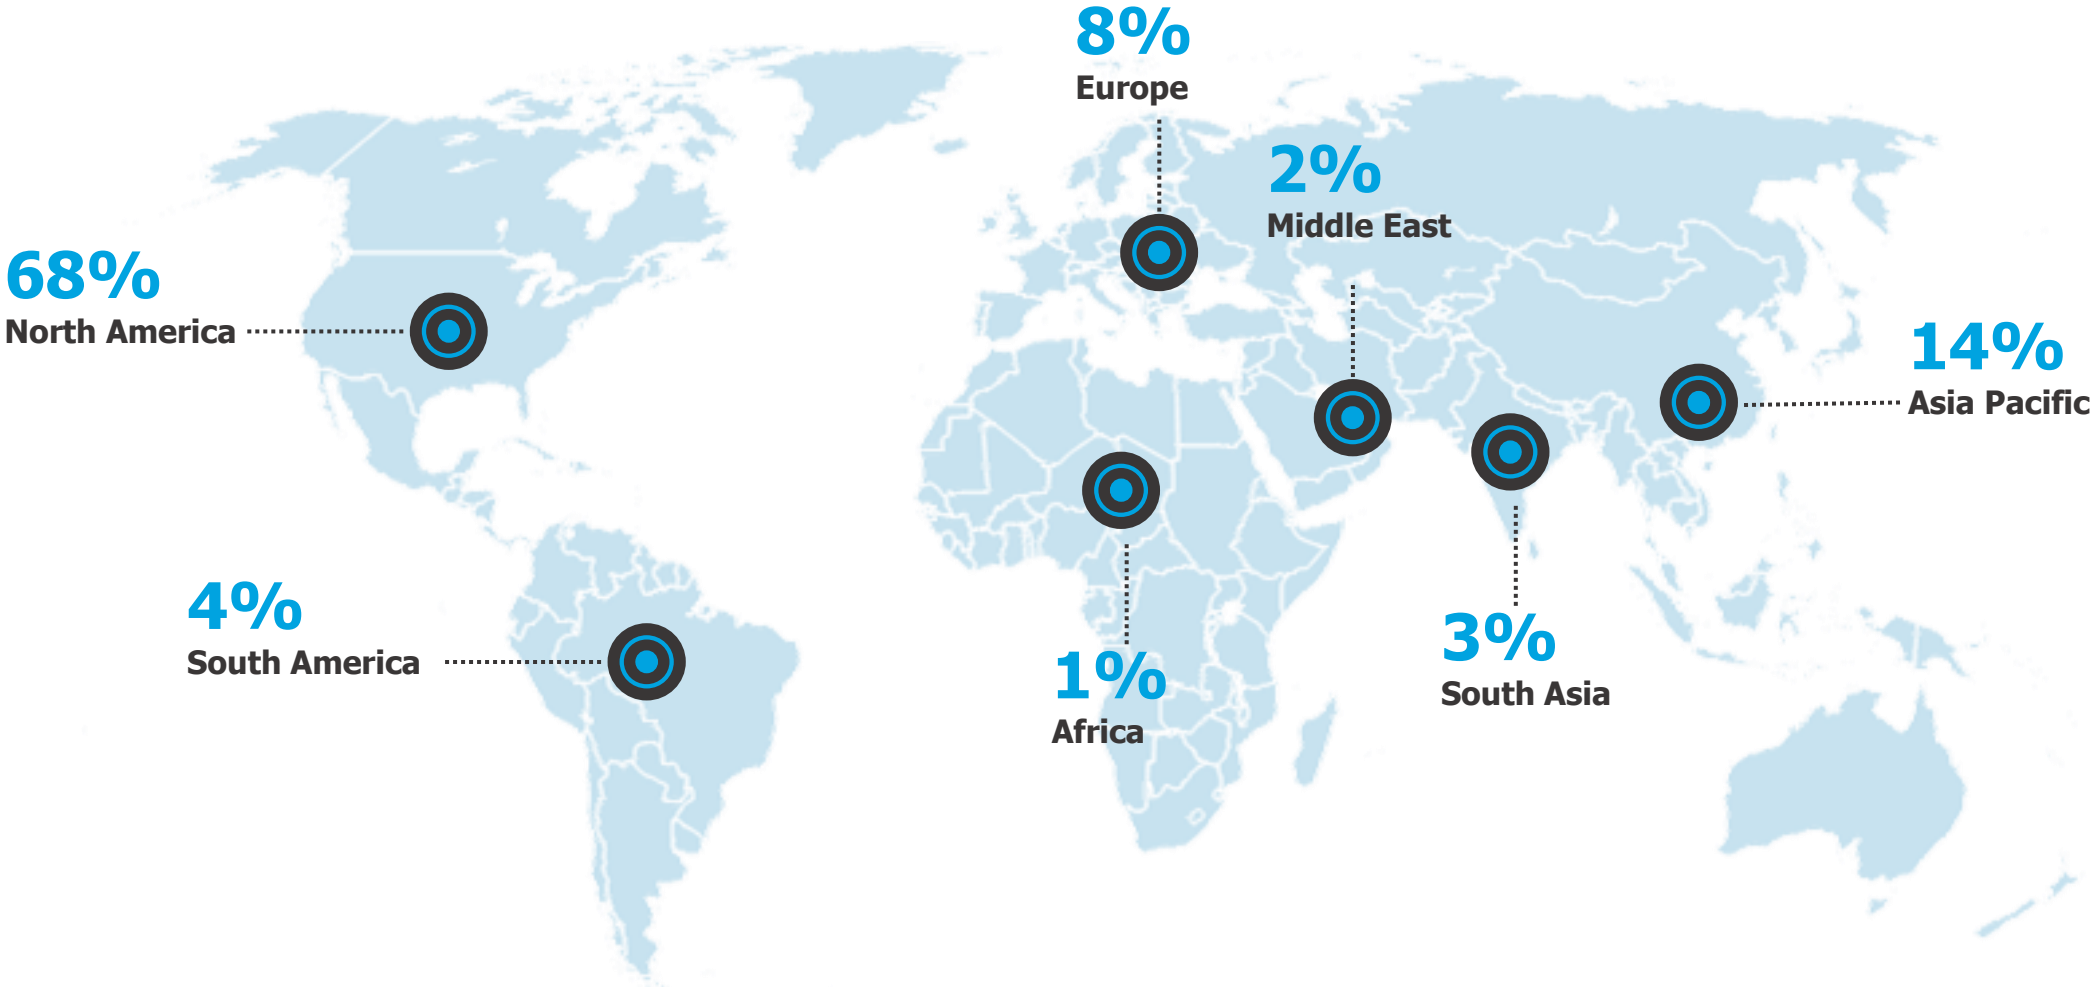 8%
Europe
2%
Middle East
68%
North America
14%
Asia Pacific
4%
South America
1%
Africa
3%
South Asia